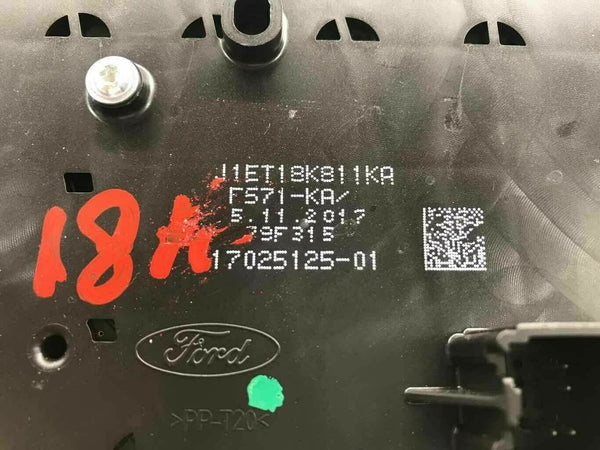 J1ET18K811KA
F571-KA/
5.11.2017
79F315
17025125-01
18A
Ford
>PP-T20<